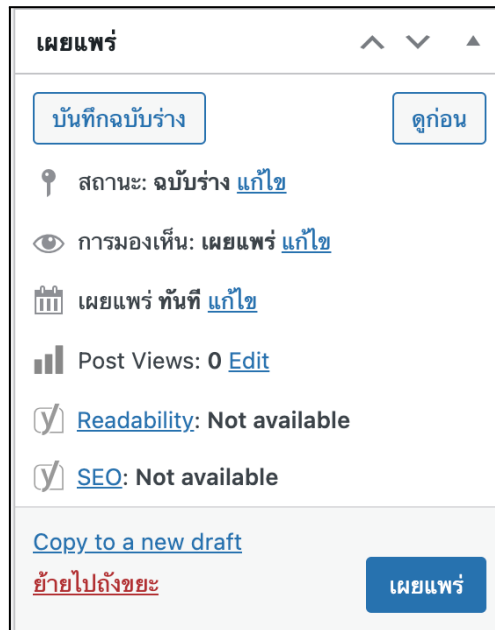 เผยแพร่
บันทึกฉบับร่าง
ดูก่อน
สถานะ: ฉบับร่าง แก้ไข
การมองเห็น: เผยแพร่ แก้ไข
เผยแพร่ ทันที แก้ไข
Post Views: 0 Edit
Readability: Not available
SEO: Not available
Copy to a new draft
ย้ายไปถังขยะ
เผยแพร่